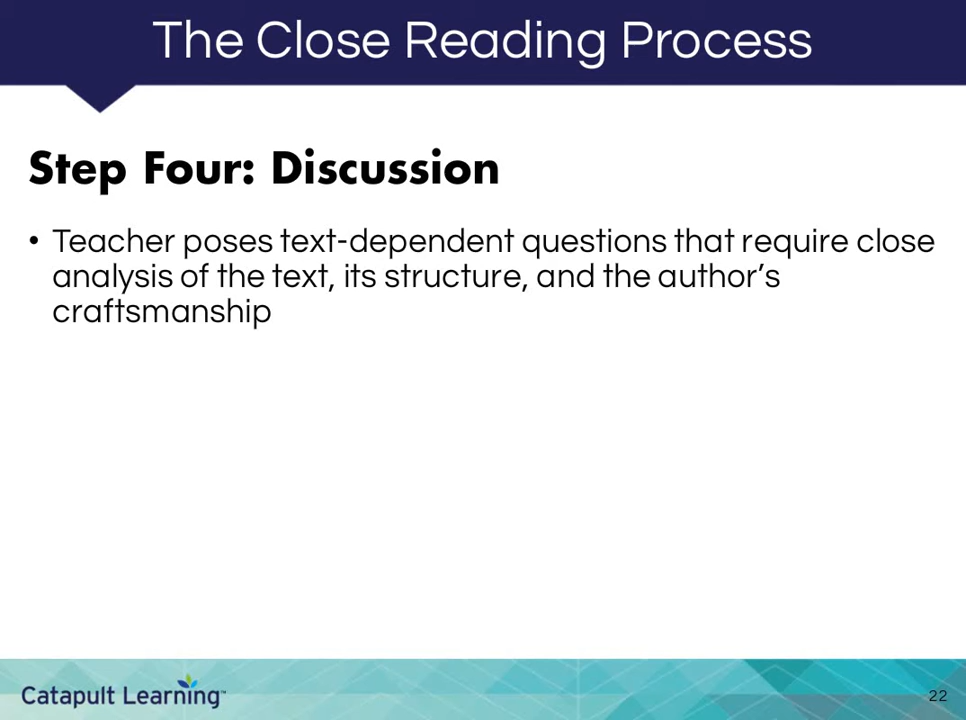 The Close Reading Process
Step Four: Discussion
• Teacher poses text-dependent questions that require close
analysis of the text, its structure, and the author’s
craftsmanship
Catapult Learning™
22